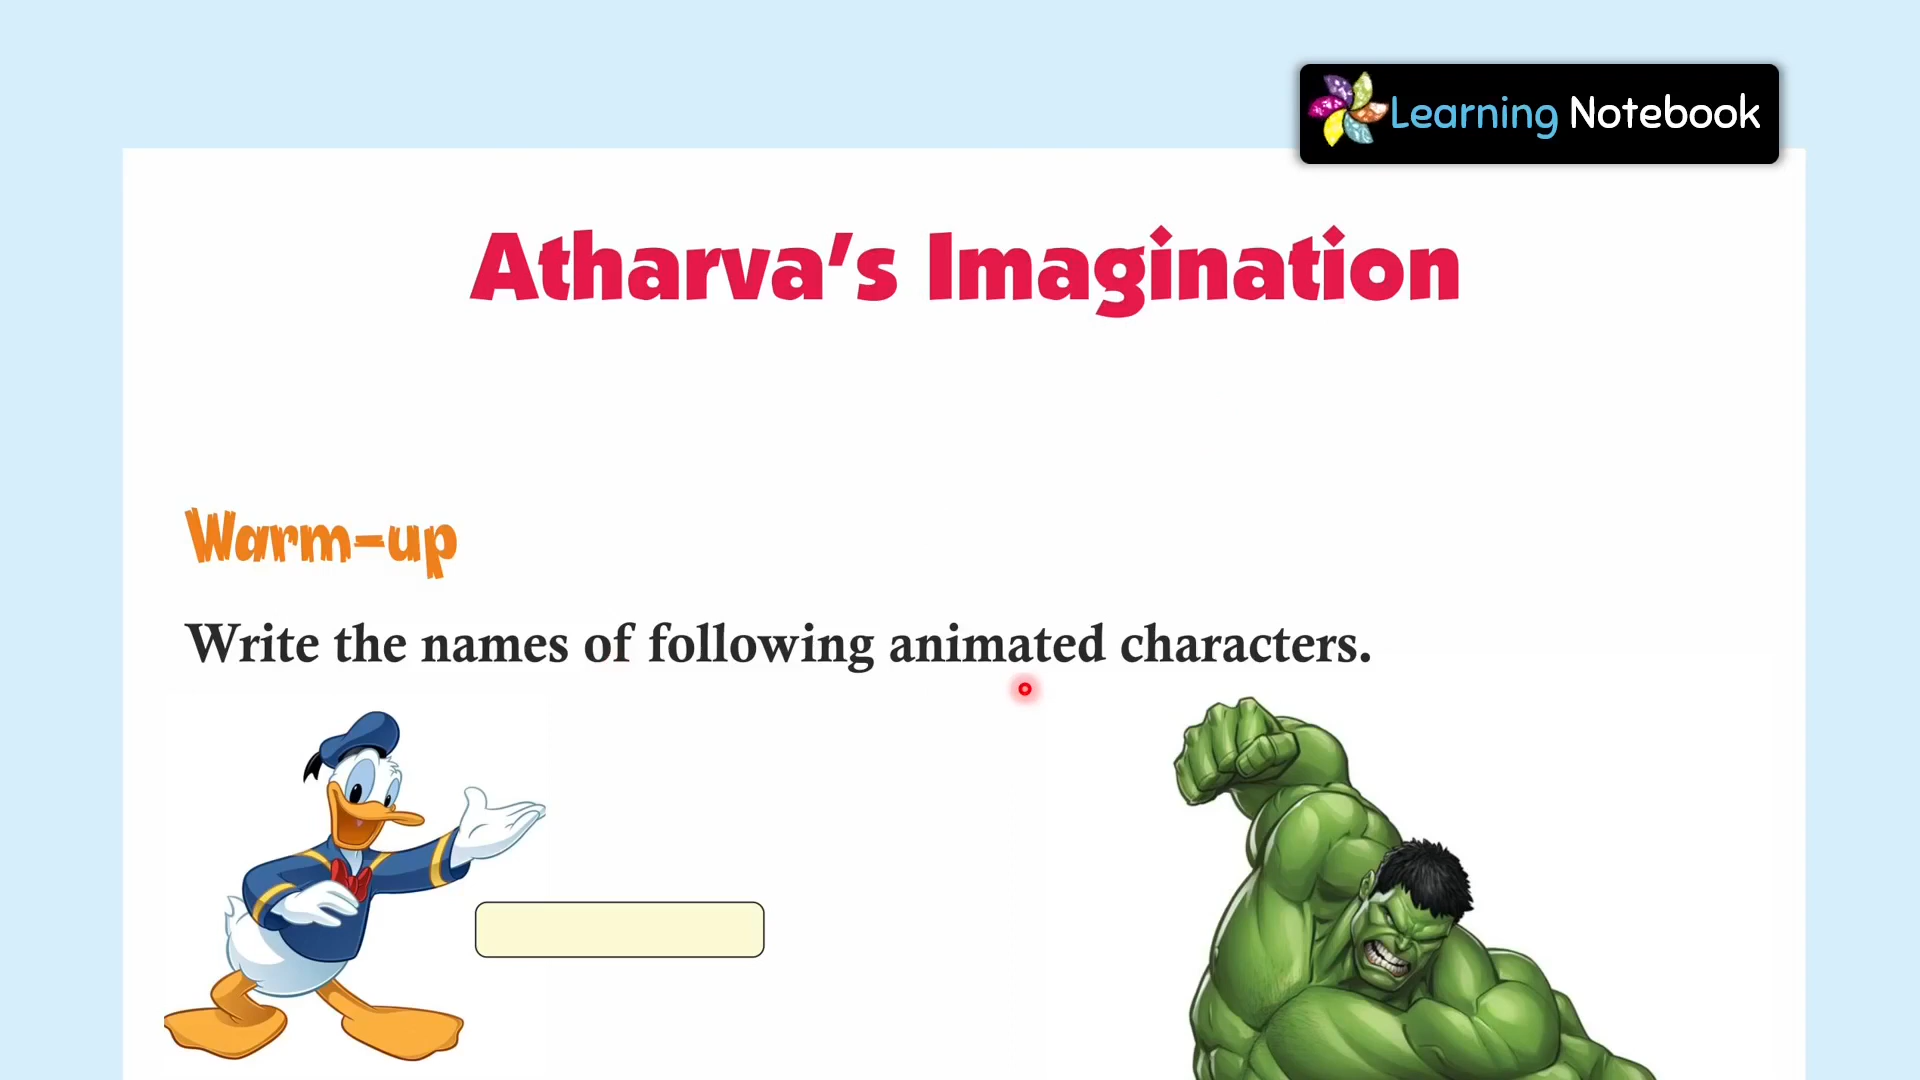 Learning Notebook
Atharva's Imagination
Warm-up
Write the names of following animated characters.